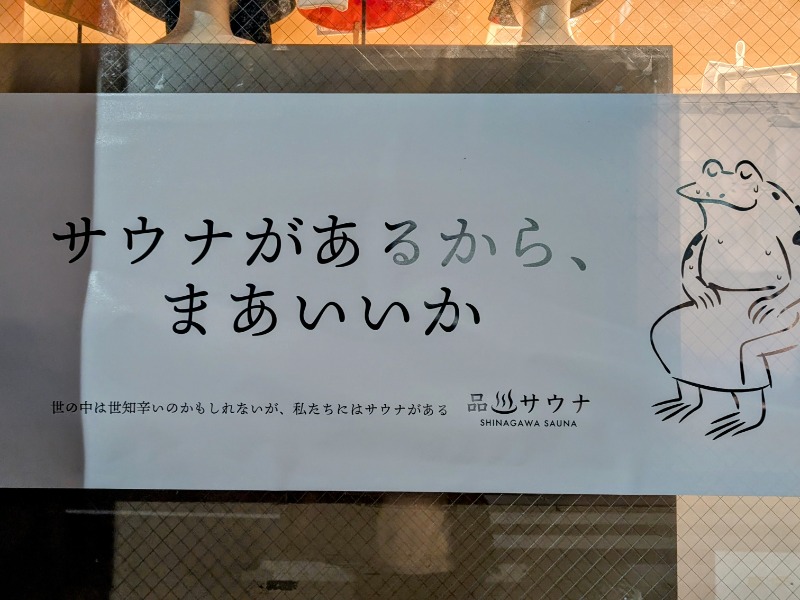 サウナがあるから、
まあいいか
世の中は世知辛いのかもしれないが、私たちにはサウナがある
品川サウナ
SHINAGAWA SAUNA